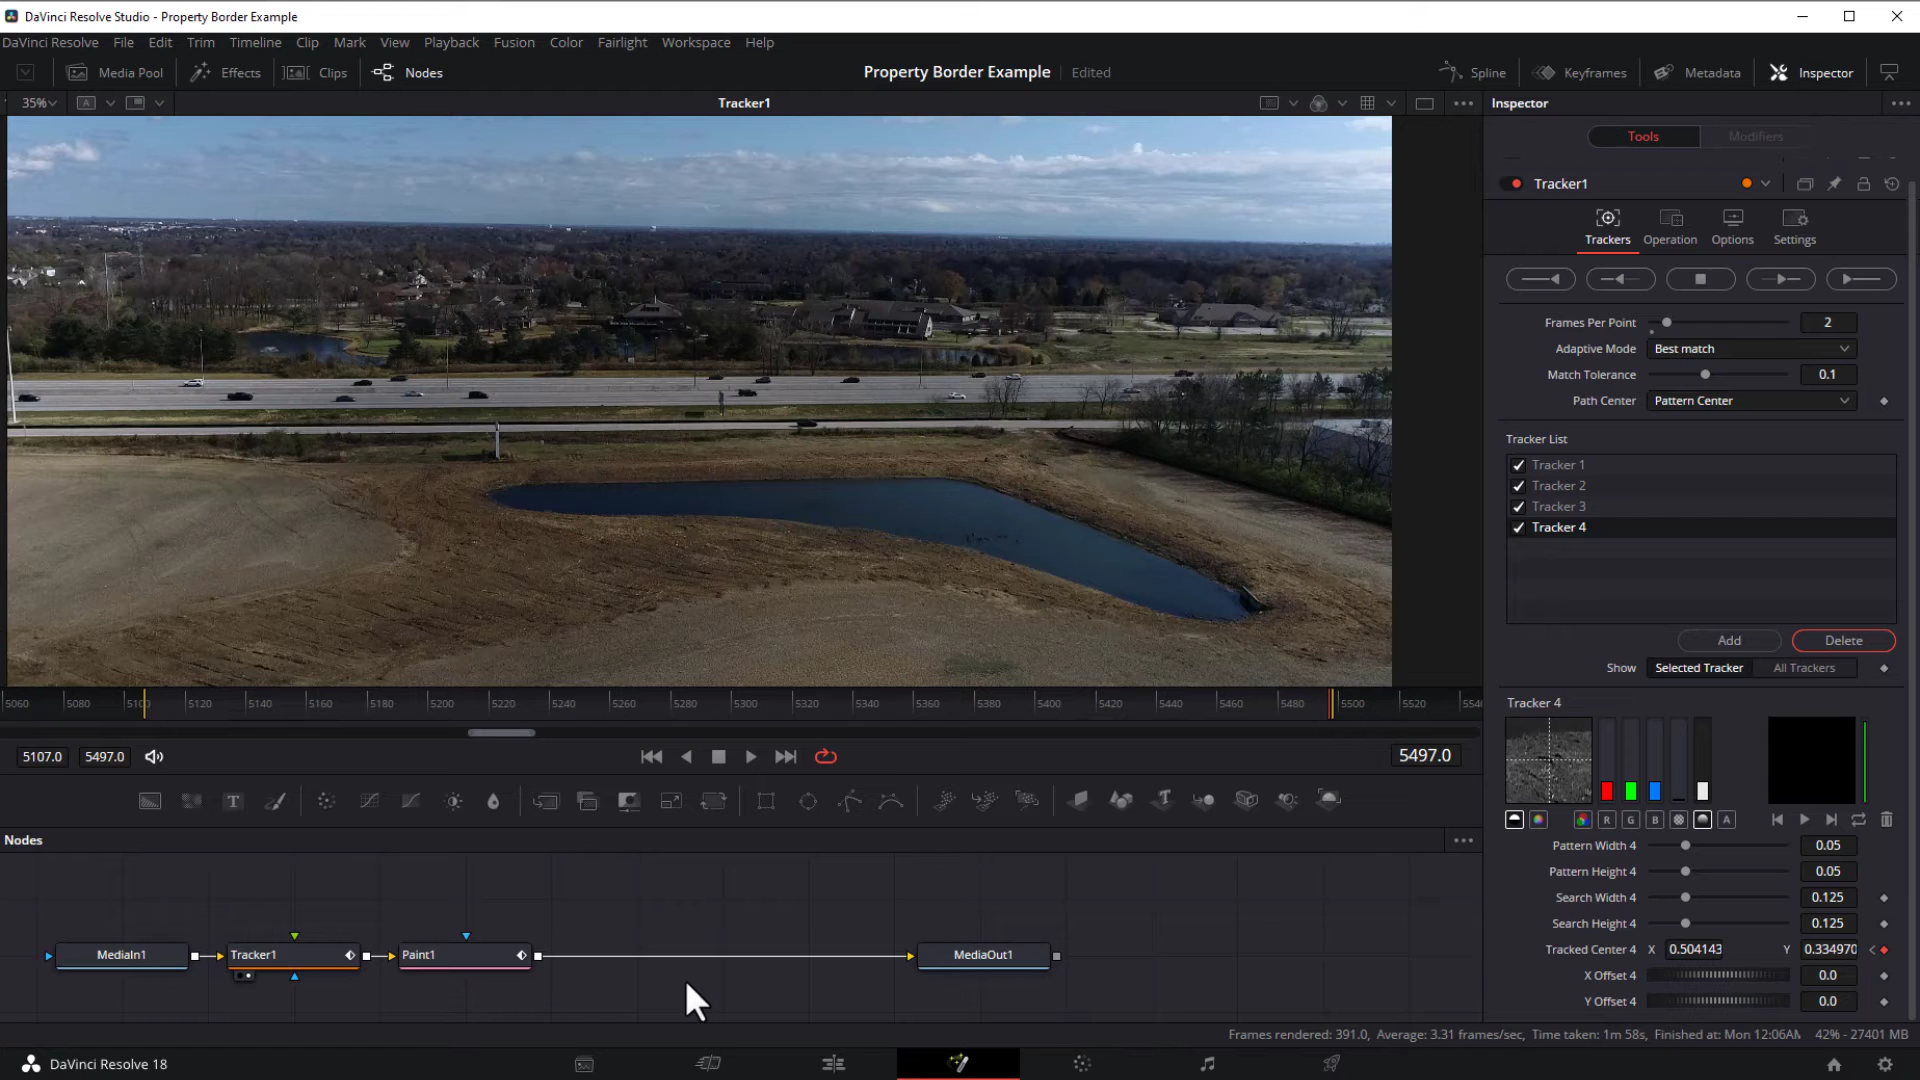 DaVinci Resolve Studio - Property Border Example
DaVinci Resolve File Edit Trim Timeline Clip Mark View Playback Fusion Color Fairlight Workspace Help
Media Pool Effects Clips Nodes Property Border Example Edited Spline Keyframes Metadata Inspector
35% A Tracker1 Inspector
Tools Modifiers
Tracker1
Trackers Operation Options Settings
Frames Per Point 2
Adaptive Mode Best match
Match Tolerance 0.1
Path Center Pattern Center
Tracker List
Tracker 1
Tracker 2
Tracker 3
Tracker 4
Add Delete
Show Selected Tracker All Trackers
5060 5080 5100 5120 5140 5160 5180 5200 5220 5240 5260 5280 5300 5320 5340 5360 5380 5400 5420 5440 5460 5480 5500 5520
Tracker 4
5107.0 5497.0 5497.0
R G B A
Nodes
Pattern Width 4 0.05
Pattern Height 4 0.05
Search Width 4 0.125
Search Height 4 0.125
Tracked Center 4 X 0.504143 Y 0.334970
X Offset 4 0.0
Y Offset 4 0.0
MediaIn1 Tracker1 Paint1 MediaOut1
Frames rendered: 391.0, Average: 3.31 frames/sec, Time taken: 1m 58s, Finished at: Mon 12:06AM 42% - 27401 MB
DaVinci Resolve 18